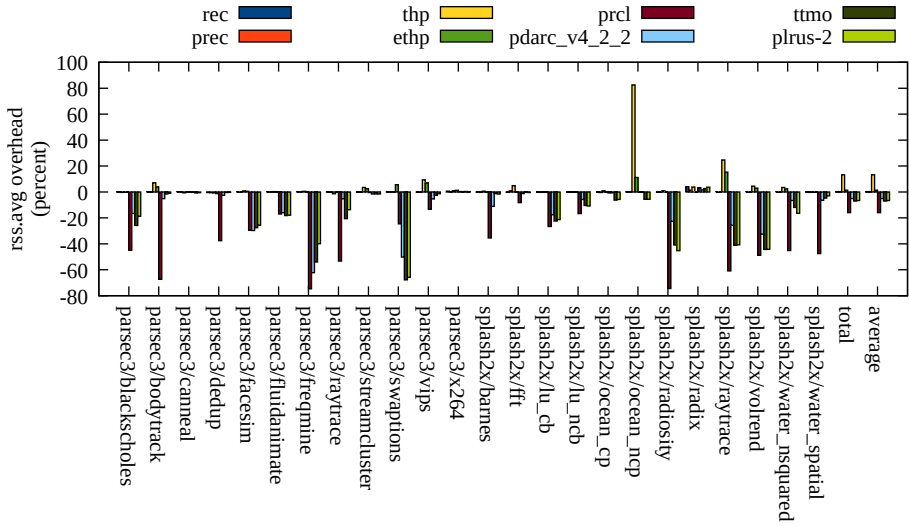 rec thp prcl ttmo
prec ethp pdarc_v4_2_2 plrus-2
rss.avg overhead
(percent)
100
80
60
40
20
0
-20
-40
-60
-80
parsec3/blackscholes
parsec3/bodytrack
parsec3/canneal
parsec3/dedup
parsec3/facesim
parsec3/fluidanimate
parsec3/freqmine
parsec3/raytrace
parsec3/streamcluster
parsec3/swaptions
parsec3/vips
parsec3/x264
splash2x/barnes
splash2x/fft
splash2x/lu_cb
splash2x/lu_ncb
splash2x/ocean_cp
splash2x/ocean_ncp
splash2x/radiosity
splash2x/radix
splash2x/raytrace
splash2x/volrend
splash2x/water_nsquared
splash2x/water_spatial
total
average